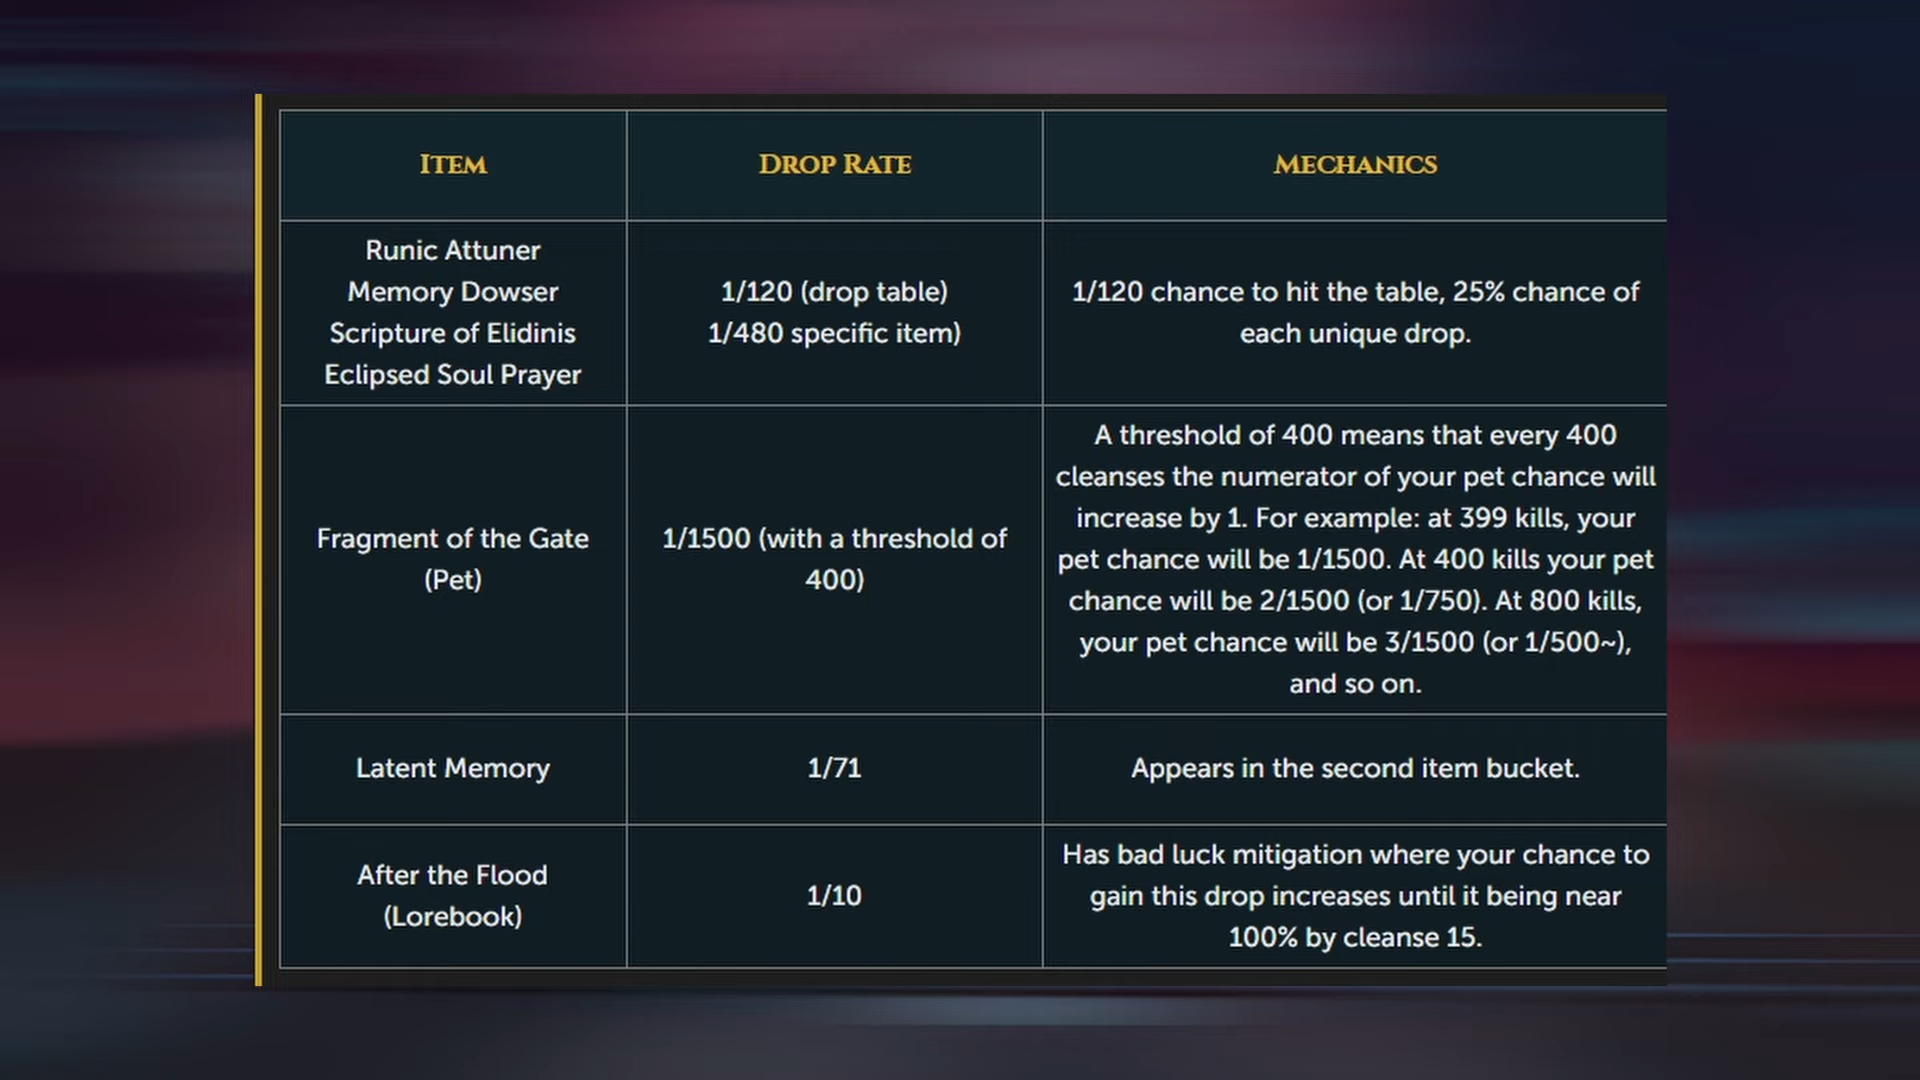 ITEM
DROP RATE
MECHANICS
Runic Attuner
Memory Dowser
Scripture of Elidinis
Eclipsed Soul Prayer
1/120 (drop table)
1/480 specific item)
1/120 chance to hit the table, 25% chance of
each unique drop.
Fragment of the Gate
(Pet)
1/1500 (with a threshold of
400)
A threshold of 400 means that every 400
cleanses the numerator of your pet chance will
increase by 1. For example: at 399 kills, your
pet chance will be 1/1500. At 400 kills your pet
chance will be 2/1500 (or 1/750). At 800 kills,
your pet chance will be 3/1500 (or 1/500~),
and so on.
Latent Memory
1/71
Appears in the second item bucket.
After the Flood
(Lorebook)
1/10
Has bad luck mitigation where your chance to
gain this drop increases until it being near
100% by cleanse 15.